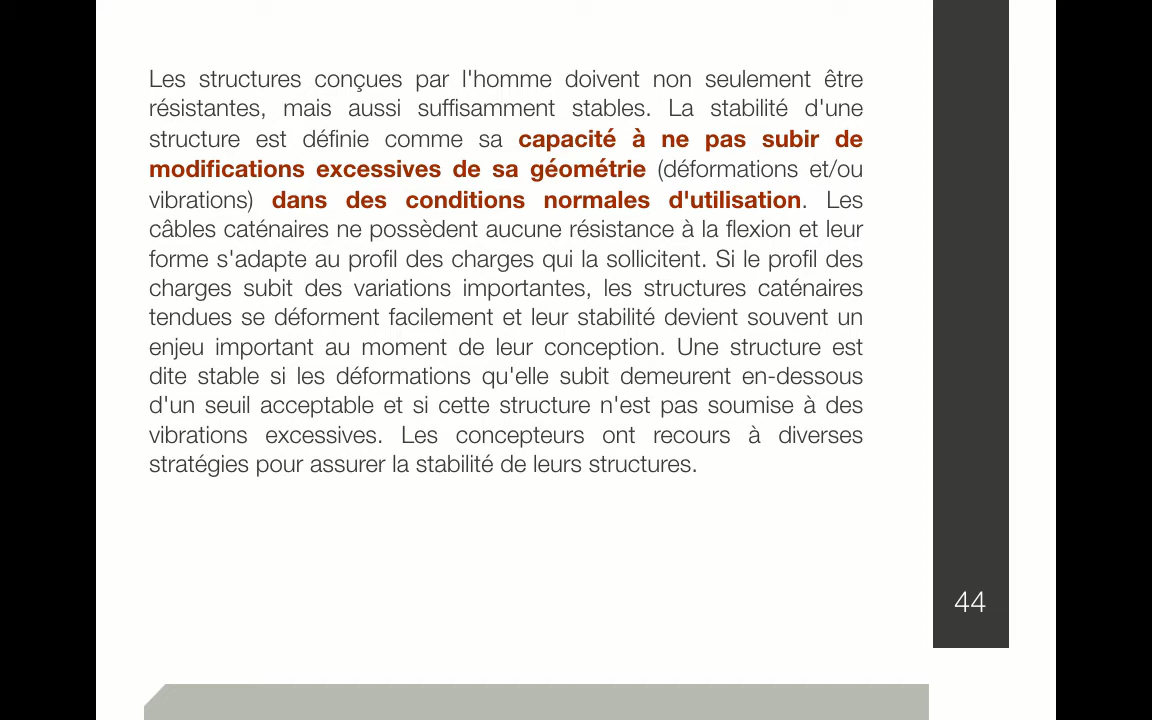 Les structures conçues par l'homme doivent non seulement être
résistantes, mais aussi suffisamment stables. La stabilité d'une
structure est définie comme sa capacité à ne pas subir de
modifications excessives de sa géométrie (déformations et/ou
vibrations) dans des conditions normales d'utilisation. Les
câbles caténaires ne possèdent aucune résistance à la flexion et leur
forme s'adapte au profil des charges qui la sollicitent. Si le profil des
charges subit des variations importantes, les structures caténaires
tendues se déforment facilement et leur stabilité devient souvent un
enjeu important au moment de leur conception. Une structure est
dite stable si les déformations qu'elle subit demeurent en-dessous
d'un seuil acceptable et si cette structure n'est pas soumise à des
vibrations excessives. Les concepteurs ont recours à diverses
stratégies pour assurer la stabilité de leurs structures.
44